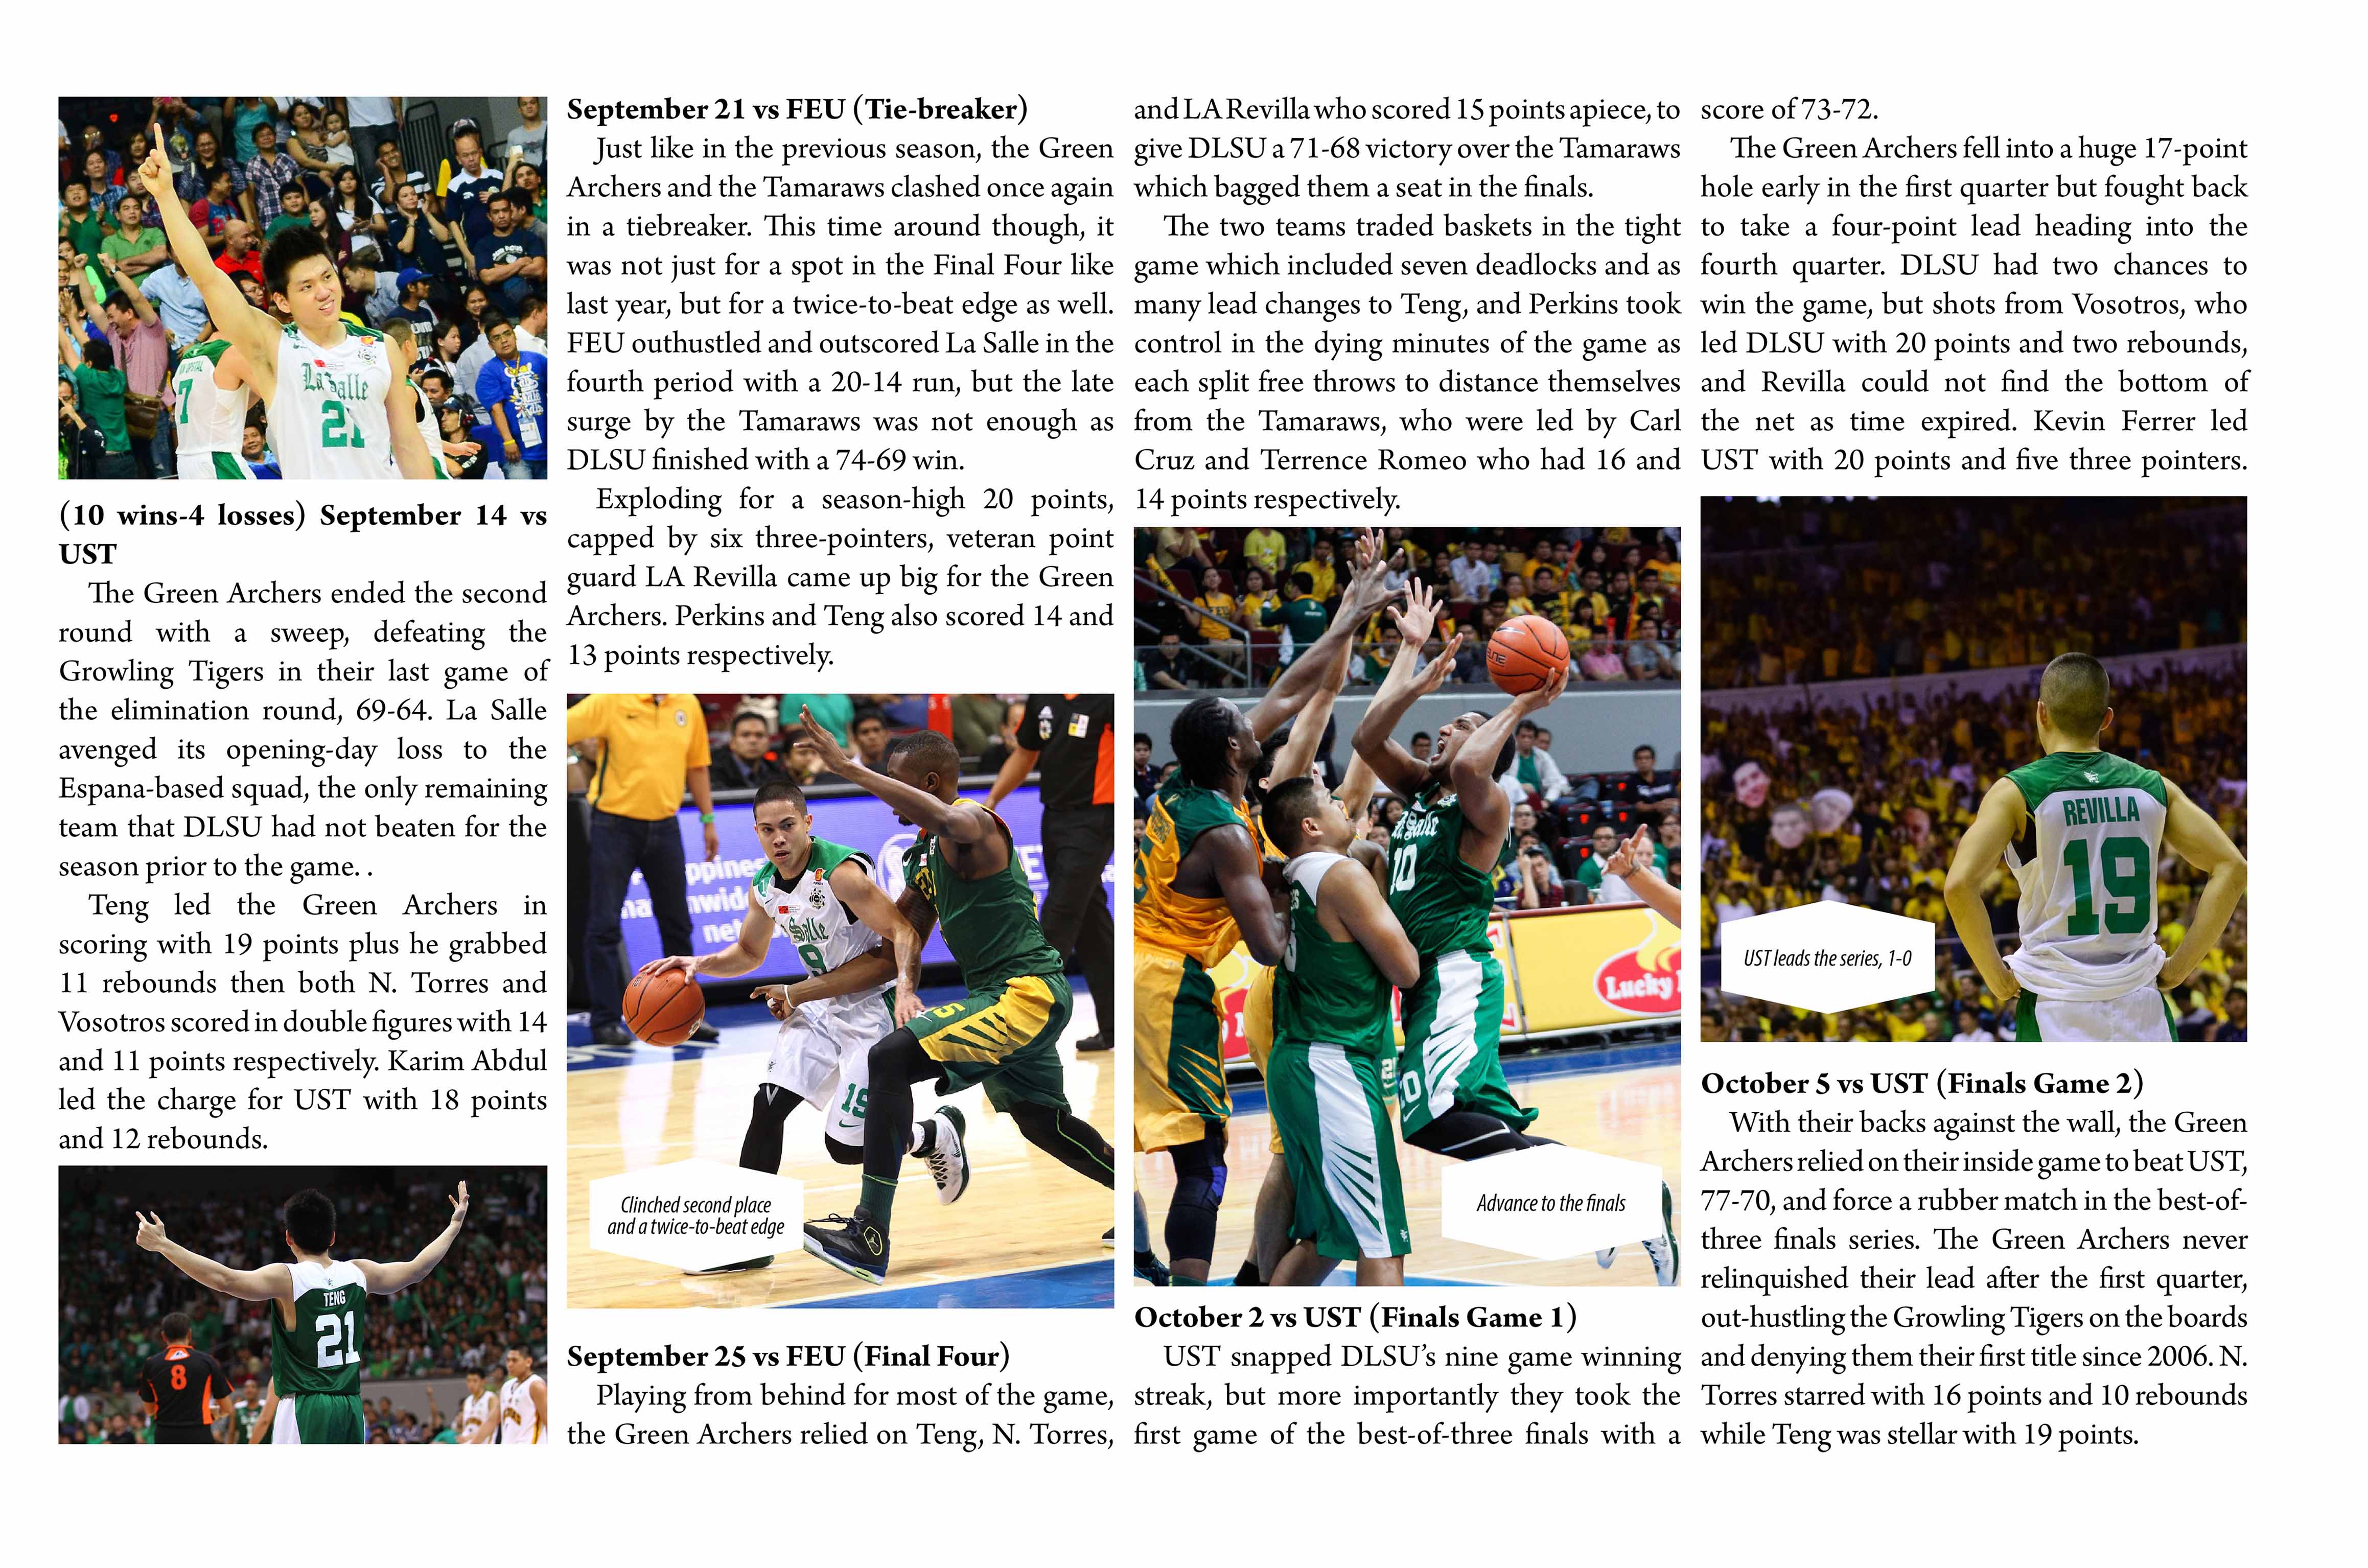 La Salle
21
7
(10 wins-4 losses) September 14 vs
UST
The Green Archers ended the second
round with a sweep, defeating the
Growling Tigers in their last game of
the elimination round, 69-64. La Salle
avenged its opening-day loss to the
Espana-based squad, the only remaining
team that DLSU had not beaten for the
season prior to the game. .
Teng led the Green Archers in
scoring with 19 points plus he grabbed
11 rebounds then both N. Torres and
Vosotros scored in double figures with 14
and 11 points respectively. Karim Abdul
led the charge for UST with 18 points
and 12 rebounds.
TENG
21
8
September 21 vs FEU (Tie-breaker)
Just like in the previous season, the Green
Archers and the Tamaraws clashed once again
in a tiebreaker. This time around though, it
was not just for a spot in the Final Four like
last year, but for a twice-to-beat edge as well.
FEU outhustled and outscored La Salle in the
fourth period with a 20-14 run, but the late
surge by the Tamaraws was not enough as
DLSU finished with a 74-69 win.
Exploding for a season-high 20 points,
capped by six three-pointers, veteran point
guard LA Revilla came up big for the Green
Archers. Perkins and Teng also scored 14 and
13 points respectively.
19
Clinched second place
and a twice-to-beat edge
September 25 vs FEU (Final Four)
Playing from behind for most of the game,
the Green Archers relied on Teng, N. Torres,
and LA Revilla who scored 15 points apiece, to
give DLSU a 71-68 victory over the Tamaraws
which bagged them a seat in the finals.
The two teams traded baskets in the tight
game which included seven deadlocks and as
many lead changes to Teng, and Perkins took
control in the dying minutes of the game as
each split free throws to distance themselves
from the Tamaraws, who were led by Carl
Cruz and Terrence Romeo who had 16 and
14 points respectively.
10
Lucky
Advance to the finals
October 2 vs UST (Finals Game 1)
UST snapped DLSU's nine game winning
streak, but more importantly they took the
first game of the best-of-three finals with a
score of 73-72.
The Green Archers fell into a huge 17-point
hole early in the first quarter but fought back
to take a four-point lead heading into the
fourth quarter. DLSU had two chances to
win the game, but shots from Vosotros, who
led DLSU with 20 points and two rebounds,
and Revilla could not find the bottom of
the net as time expired. Kevin Ferrer led
UST with 20 points and five three pointers.
REVILLA
19
UST leads the series, 1-0
October 5 vs UST (Finals Game 2)
With their backs against the wall, the Green
Archers relied on their inside game to beat UST,
77-70, and force a rubber match in the best-of-
three finals series. The Green Archers never
relinquished their lead after the first quarter,
out-hustling the Growling Tigers on the boards
and denying them their first title since 2006. N.
Torres starred with 16 points and 10 rebounds
while Teng was stellar with 19 points.